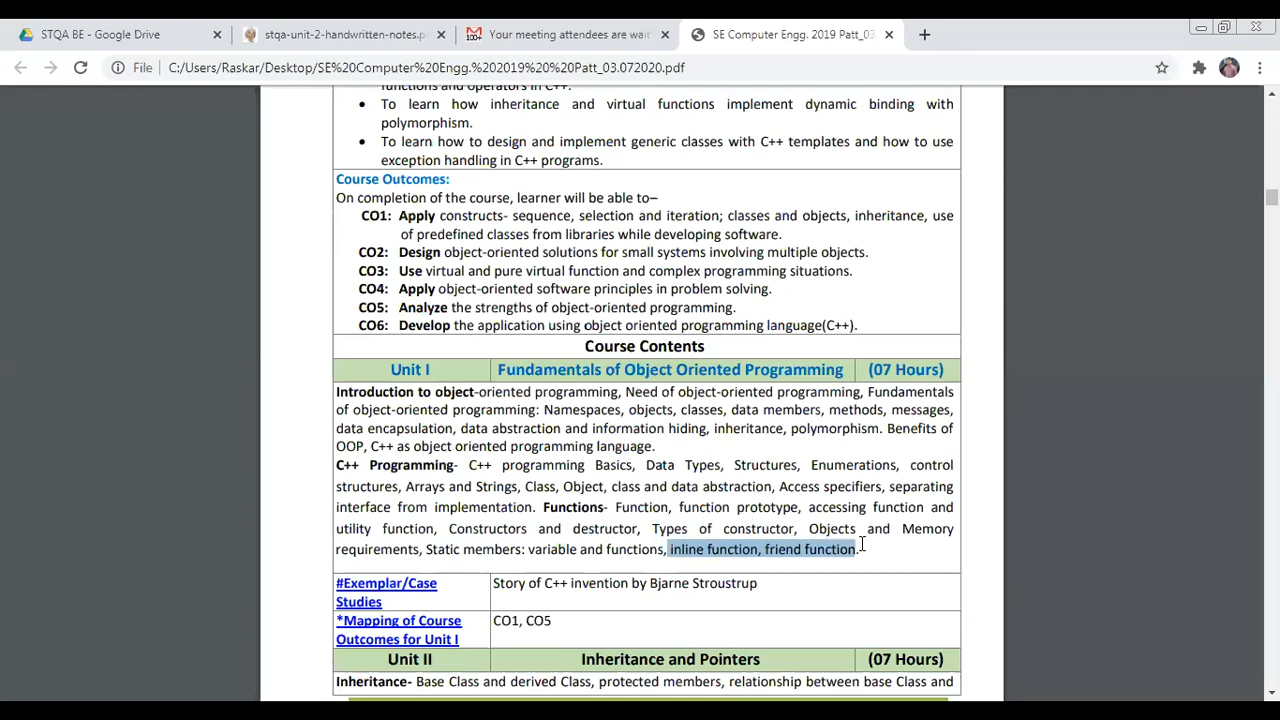 STQA BE - Google Drive
stqa-unit-2-handwritten-notes.p
100+
Your meeting attendees are wai
SE Computer Engg. 2019 Patt_03
File
C:/Users/Raskar/Desktop/SE%20Computer%20Engg.%202019%20%20Patt_03.072020.pdf
functions and operators in C++.
• To learn how inheritance and virtual functions implement dynamic binding with
polymorphism.
• To learn how to design and implement generic classes with C++ templates and how to use
exception handling in C++ programs.
Course Outcomes:
On completion of the course, learner will be able to–
CO1: Apply constructs- sequence, selection and iteration; classes and objects, inheritance, use
of predefined classes from libraries while developing software.
CO2: Design object-oriented solutions for small systems involving multiple objects.
CO3: Use virtual and pure virtual function and complex programming situations.
CO4: Apply object-oriented software principles in problem solving.
CO5: Analyze the strengths of object-oriented programming.
CO6: Develop the application using object oriented programming language(C++).
Course Contents
Unit I Fundamentals of Object Oriented Programming (07 Hours)
Introduction to object-oriented programming, Need of object-oriented programming, Fundamentals
of object-oriented programming: Namespaces, objects, classes, data members, methods, messages,
data encapsulation, data abstraction and information hiding, inheritance, polymorphism. Benefits of
OOP, C++ as object oriented programming language.
C++ Programming- C++ programming Basics, Data Types, Structures, Enumerations, control
structures, Arrays and Strings, Class, Object, class and data abstraction, Access specifiers, separating
interface from implementation. Functions- Function, function prototype, accessing function and
utility function, Constructors and destructor, Types of constructor, Objects and Memory
requirements, Static members: variable and functions, inline function, friend function.
#Exemplar/Case Story of C++ invention by Bjarne Stroustrup
Studies
*Mapping of Course CO1, CO5
Outcomes for Unit I
Unit II Inheritance and Pointers (07 Hours)
Inheritance- Base Class and derived Class, protected members, relationship between base Class and